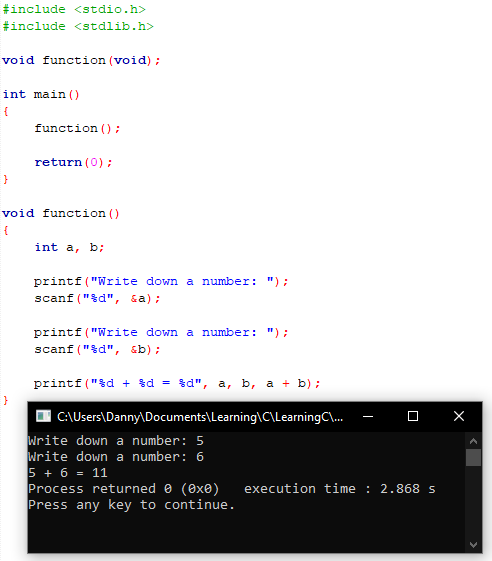 #include <stdio.h>
#include <stdlib.h>
void function(void);
int main()
{
function();
return(0);
}
void function()
{
int a, b;
printf("Write down a number: ");
scanf("%d", &a);
printf("Write down a number: ");
scanf("%d", &b);
printf("%d + %d = %d", a, b, a + b);
}
C:\Users\Danny\Documents\Learning\C\LearningC\...
Write down a number: 5
Write down a number: 6
5 + 6 = 11
Process returned 0 (0x0)   execution time : 2.868 s
Press any key to continue.